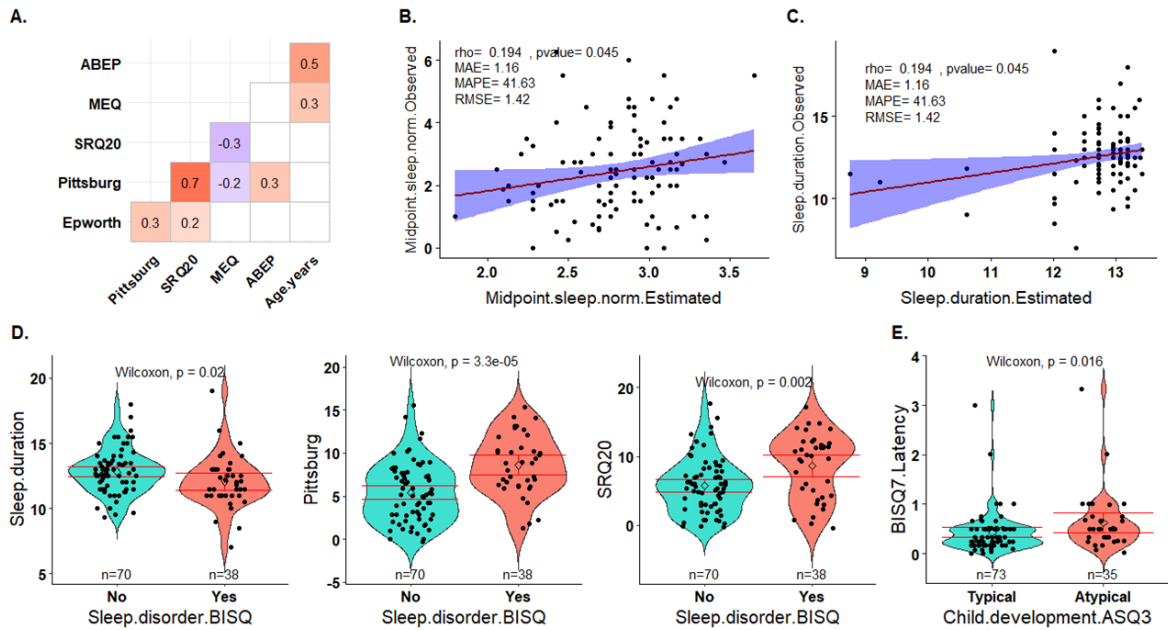 A.
ABEP
MEQ
SRQ20
Pittsburg
Epworth
0.5
0.3
-0.3
0.7 -0.2 0.3
0.3 0.2
Pittsburg
SRQ20
MEQ
ABEP
Age.years
B.
rho= 0.194 , pvalue= 0.045
MAE= 1.16
MAPE= 41.63
RMSE= 1.42
Midpoint.sleep.norm.Observed
6
4
2
0
2.0 2.5 3.0 3.5
Midpoint.sleep.norm.Estimated
C.
rho= 0.194 , pvalue= 0.045
MAE= 1.16
MAPE= 41.63
RMSE= 1.42
Sleep.duration.Observed
15
10
9 10 11 12 13
Sleep.duration.Estimated
D.
Wilcoxon, p = 0.02
Sleep.duration
20
15
10
5
n=70 n=38
No Yes
Sleep.disorder.BISQ
Wilcoxon, p = 3.3e-05
Pittsburg
20
15
10
5
0
-5
n=70 n=38
No Yes
Sleep.disorder.BISQ
Wilcoxon, p = 0.002
SRQ20
20
10
0
n=70 n=38
No Yes
Sleep.disorder.BISQ
E.
Wilcoxon, p = 0.016
BISQ7.Latency
4
3
2
1
0
n=73 n=35
Typical Atypical
Child.development.ASQ3